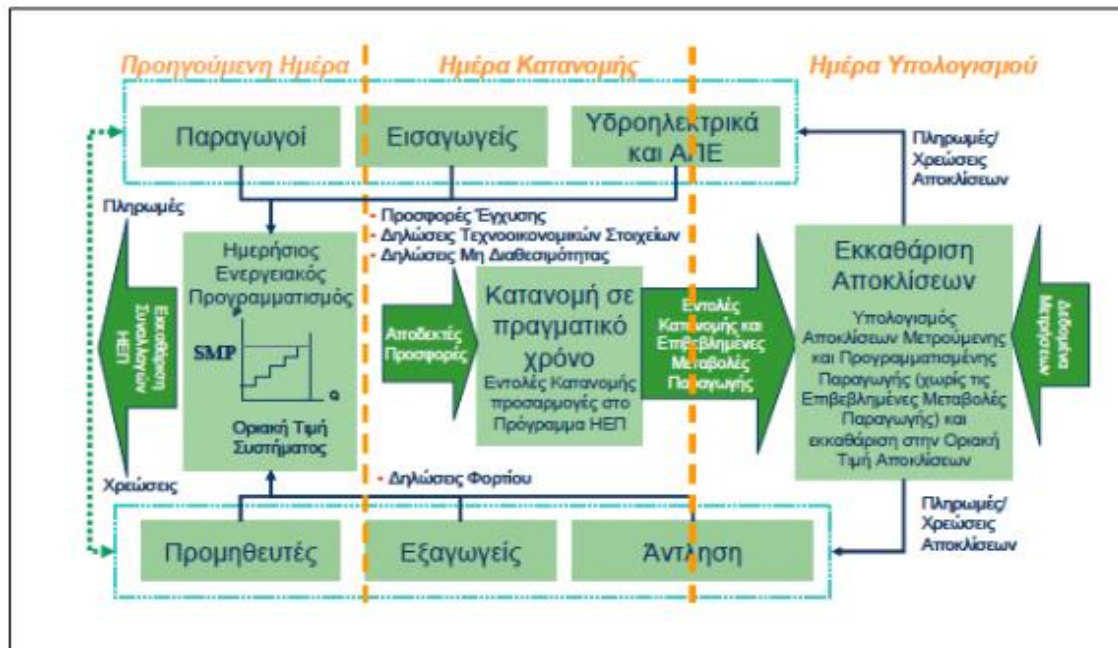 Προηγούμενη Ημέρα
Ημέρα Κατανομής
Ημέρα Υπολογισμού
Παραγωγοί
Εισαγωγείς
Υδροηλεκτρικά
και ΑΠΕ
Πληρωμές/
Χρεώσεις
Αποκλίσεων
Πληρωμές
- Προσφορές Έγχυσης
- Δηλώσεις Τεχνοοικονομικών Στοιχείων
- Δηλώσεις Μη Διαθεσιμότητας
Εκκαθάριση
Συναλλαγών
ΗΕΠ
Ημερήσιος
Ενεργειακός
Προγραμματισμός
SMP
Q
Οριακή Τιμή
Συστήματος
Αποδεκτές
Προσφορές
Κατανομή σε
πραγματικό
χρόνο
Εντολές Κατανομής
προσαρμογές στο
Πρόγραμμα ΗΕΠ
Εντολές
Κατανομής και
Επιβεβλημένες
Μεταβολές
Παραγωγής
Εκκαθάριση
Αποκλίσεων
Υπολογισμός
Αποκλίσεων Μετρούμενης
και Προγραμματισμένης
Παραγωγής (χωρίς τις
Επιβεβλημένες Μεταβολές
Παραγωγής) και
εκκαθάριση στην Οριακή
Τιμή Αποκλίσεων
Δεδομένα
Μετρήσεων
Χρεώσεις
- Δηλώσεις Φορτίου
Προμηθευτές
Εξαγωγείς
Άντληση
Πληρωμές/
Χρεώσεις
Αποκλίσεων